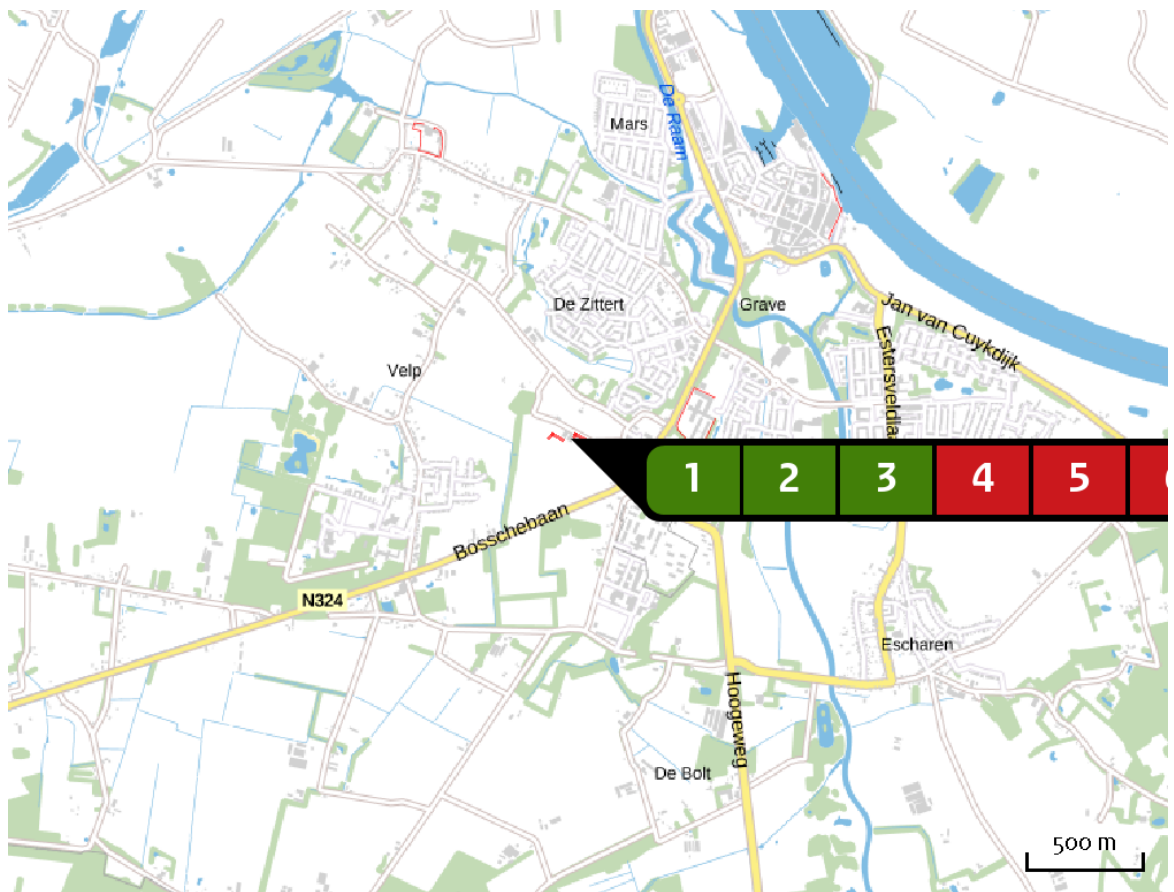 Mars
De Raam
De Zittert
Grave
Jan van Cuykdijk
Velp
1 2 3 4 5
Bosschebaan
N324
Escharen
Hoogeweg
De Bolt
500 m